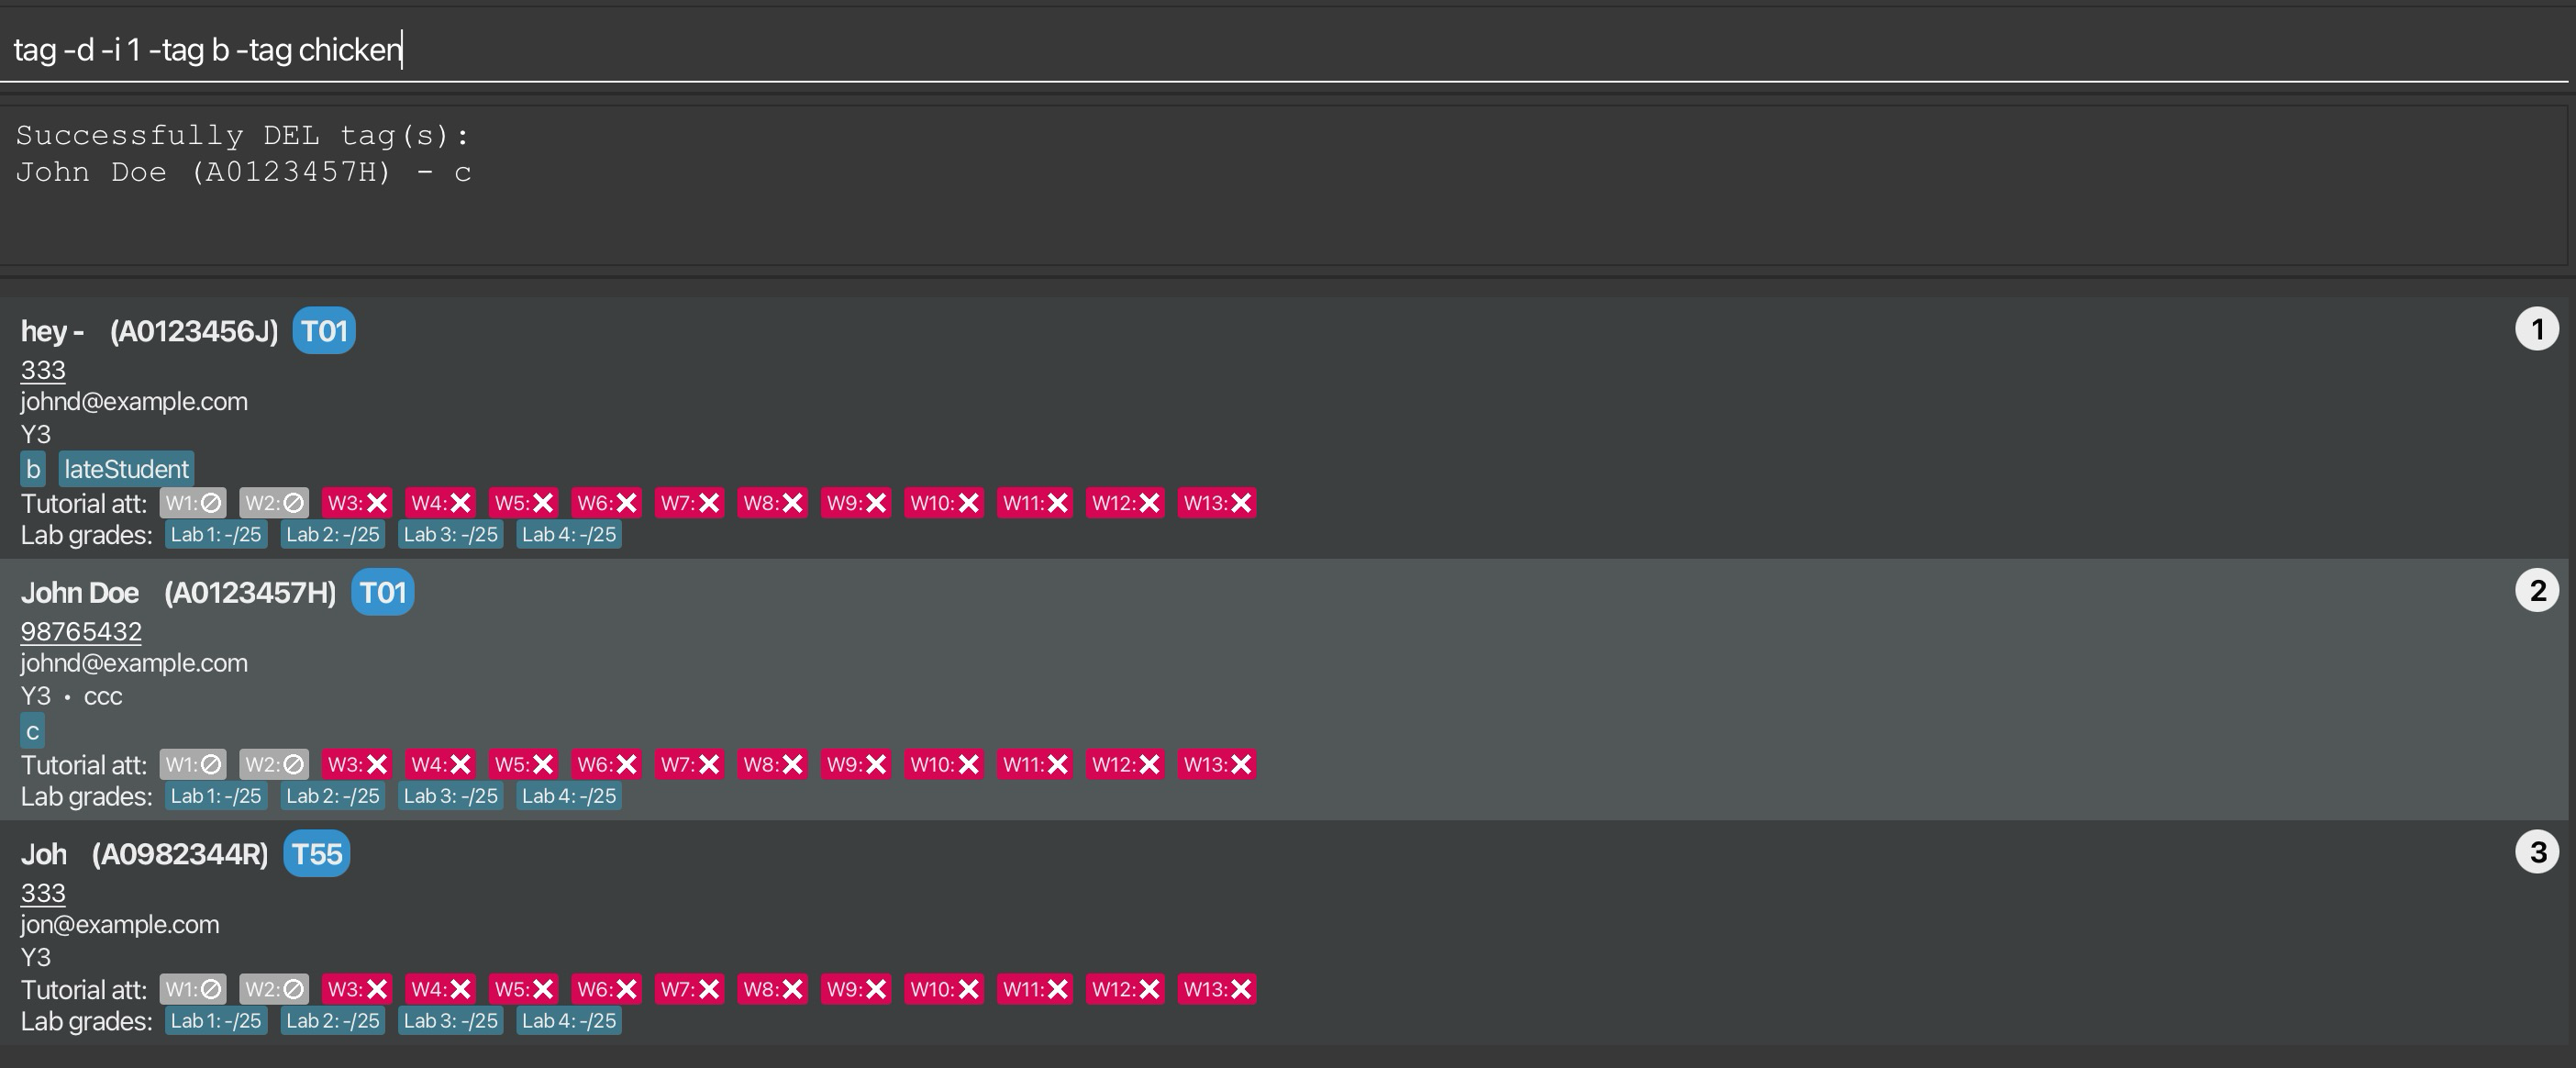 tag -d -i 1 -tag b -tag chicken
Successfully DEL tag(s):
John Doe (A0123457H) - c
hey - (A0123456J) T01 1
333
johnd@example.com
Y3
b lateStudent
Tutorial att: W1: W2: W3: W4: W5: W6: W7: W8: W9: W10: W11: W12: W13:
Lab grades: Lab 1: -/25 Lab 2: -/25 Lab 3: -/25 Lab 4: -/25
John Doe (A0123457H) T01 2
98765432
johnd@example.com
Y3 • ccc
c
Tutorial att: W1: W2: W3: W4: W5: W6: W7: W8: W9: W10: W11: W12: W13:
Lab grades: Lab 1: -/25 Lab 2: -/25 Lab 3: -/25 Lab 4: -/25
Joh (A0982344R) T55 3
333
jon@example.com
Y3
Tutorial att: W1: W2: W3: W4: W5: W6: W7: W8: W9: W10: W11: W12: W13:
Lab grades: Lab 1: -/25 Lab 2: -/25 Lab 3: -/25 Lab 4: -/25